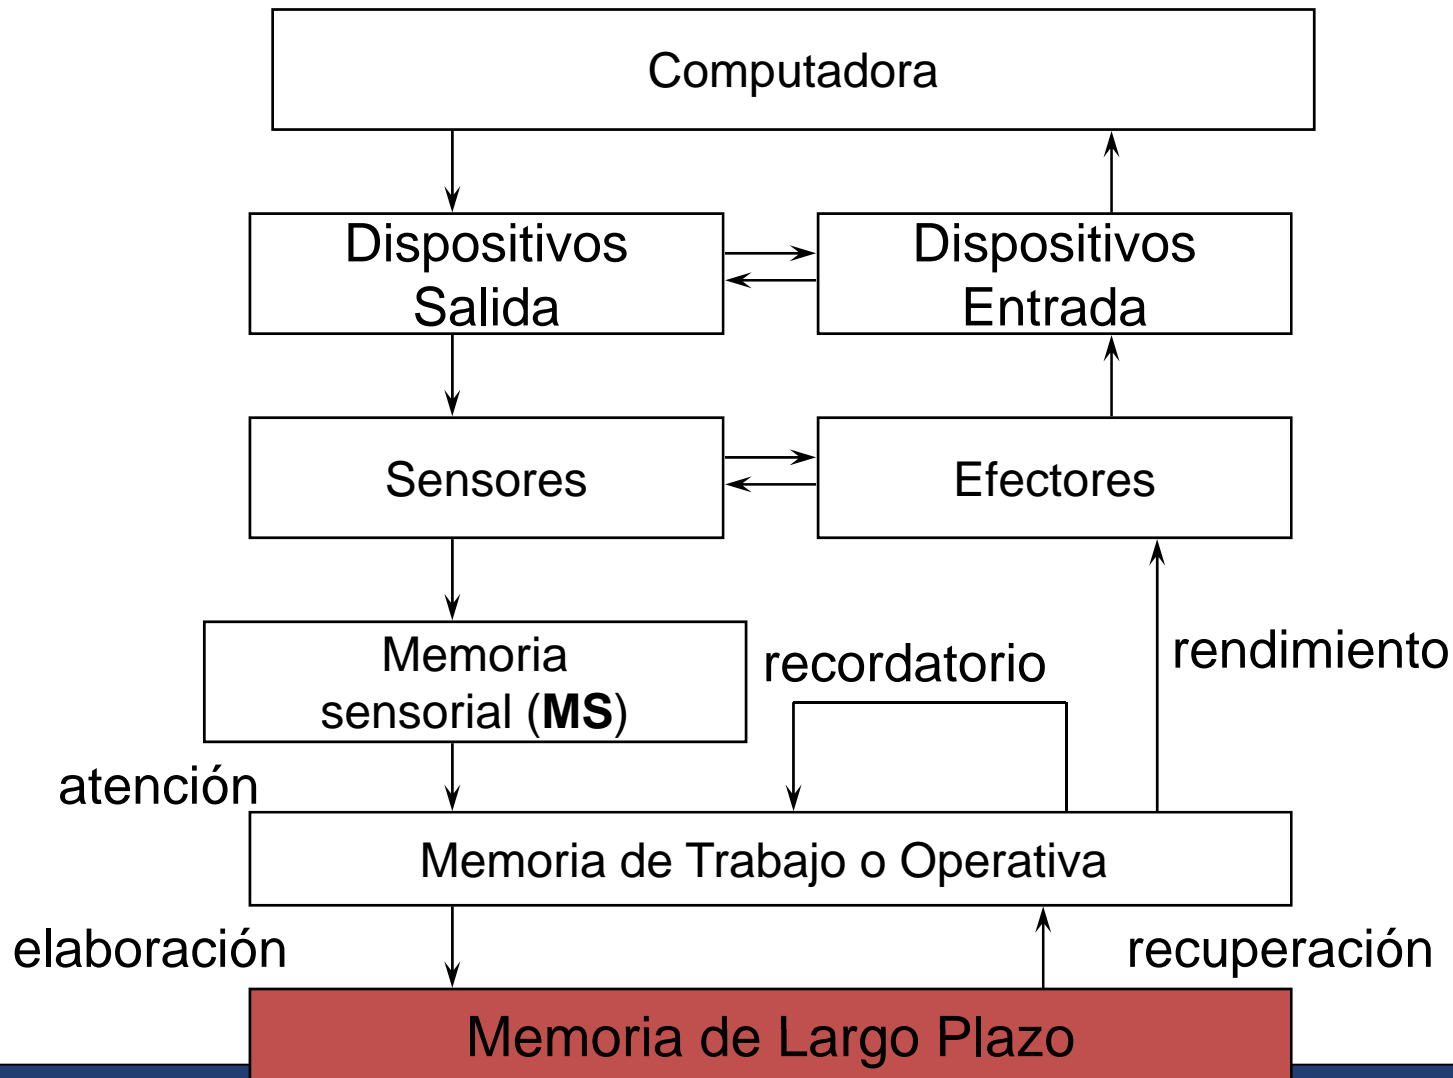 Computadora
Dispositivos
Salida
Dispositivos
Entrada
Sensores
Efectores
Memoria
sensorial (MS)
recordatorio
rendimiento
atención
Memoria de Trabajo o Operativa
elaboración
recuperación
Memoria de Largo Plazo